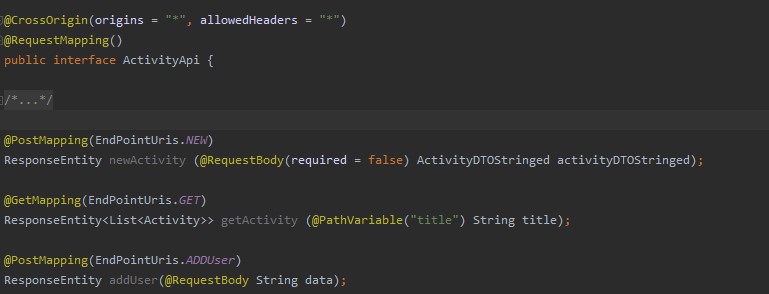 @CrossOrigin(origins = "*", allowedHeaders = "*")
@RequestMapping()
public interface ActivityApi {
/*...*/
@PostMapping(EndPointUris.NEW)
ResponseEntity newActivity (@RequestBody(required = false) ActivityDTOStringed activityDTOStringed);
@GetMapping(EndPointUris.GET)
ResponseEntity<List<Activity>> getActivity (@PathVariable("title") String title);
@PostMapping(EndPointUris.ADDUser)
ResponseEntity addUser(@RequestBody String data);